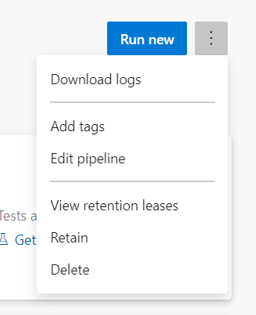 Run new
Download logs
Add tags
Edit pipeline
View retention leases
Tests a
Retain
Get
Delete